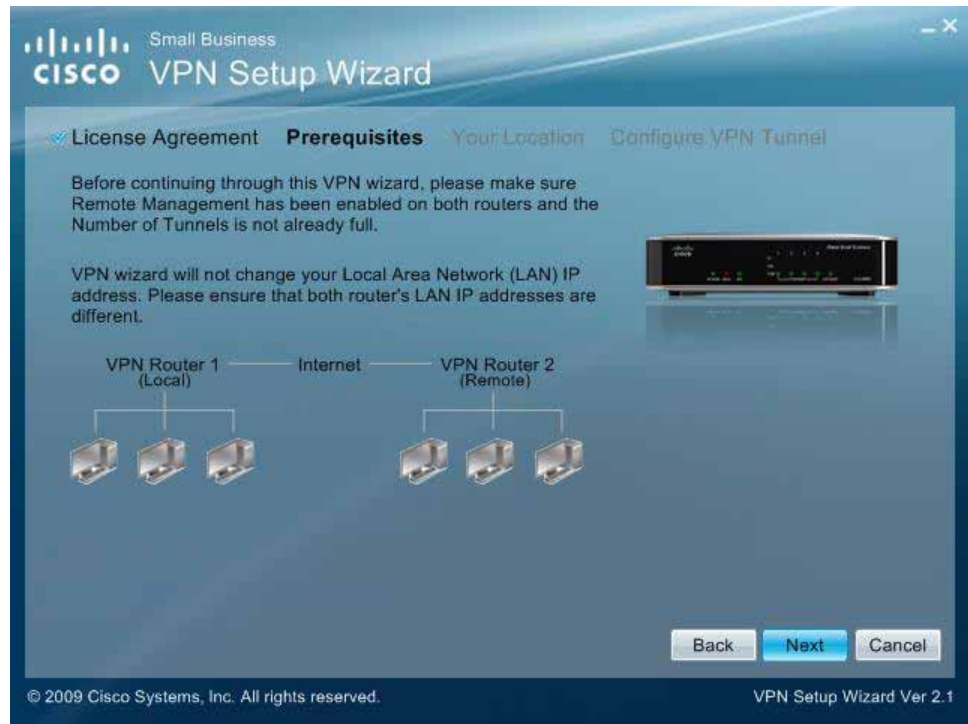 Small Business
CISCO VPN Setup Wizard
License Agreement Prerequisites Your Location Configure VPN Tunnel
Before continuing through this VPN wizard, please make sure
Remote Management has been enabled on both routers and the
Number of Tunnels is not already full.
VPN wizard will not change your Local Area Network (LAN) IP
address. Please ensure that both router's LAN IP addresses are
different.
VPN Router 1 Internet VPN Router 2
(Local) (Remote)
Back Next Cancel
© 2009 Cisco Systems, Inc. All rights reserved. VPN Setup Wizard Ver 2.1